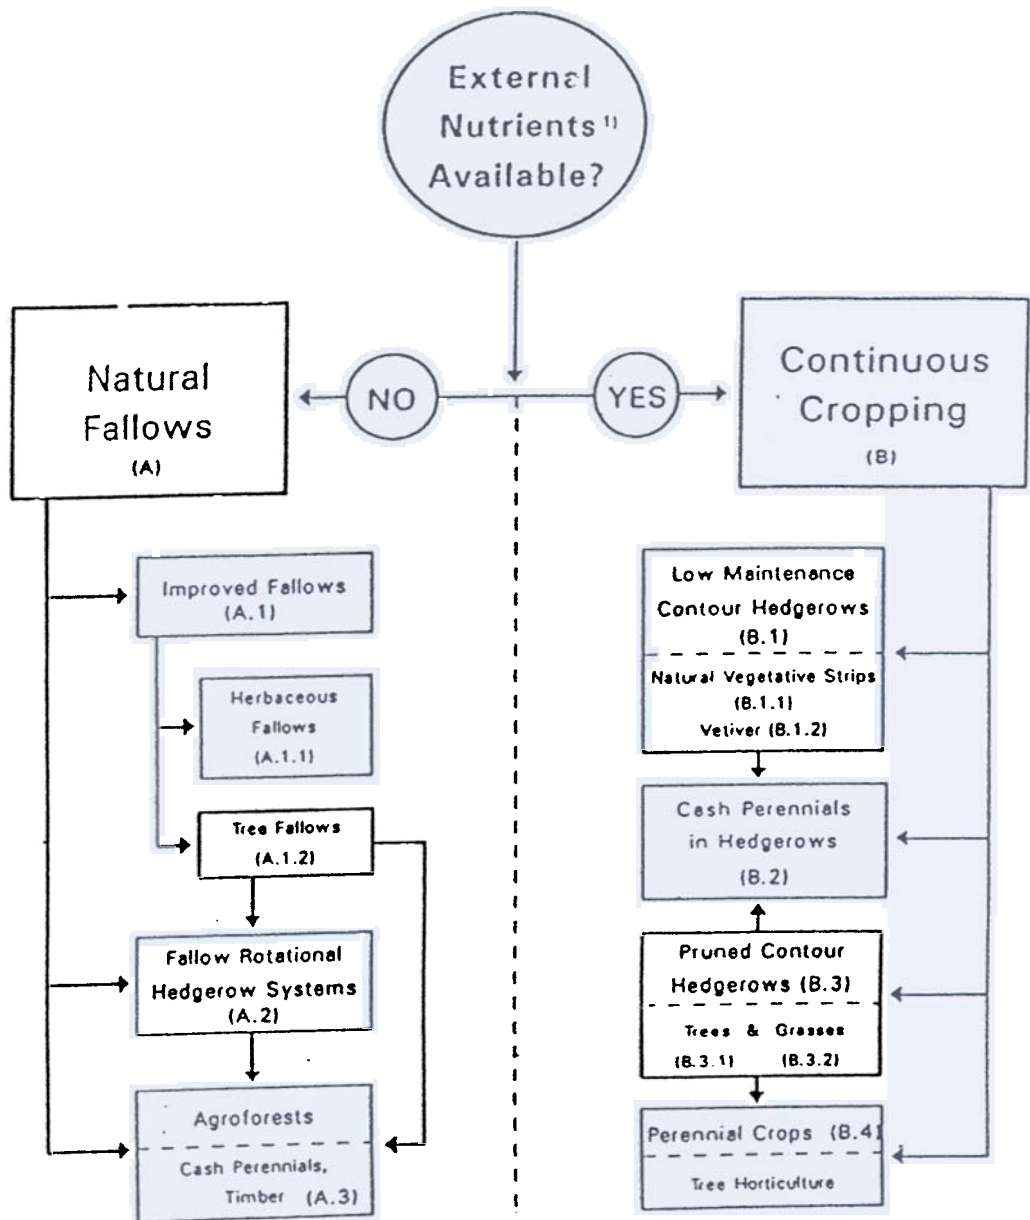 External
Nutrients 1)
Available?
NO
YES
Natural
Fallows
(A)
Continuous
Cropping
(B)
Improved Fallows
(A.1)
Herbaceous
Fallows
(A.1.1)
Tree Fallows
(A.1.2)
Fallow Rotational
Hedgerow Systems
(A.2)
Agroforests
Cash Perennials,
Timber (A.3)
Low Maintenance
Contour Hedgerows
(B.1)
Natural Vegetative Strips
(B.1.1)
Vetiver (B.1.2)
Cash Perennials
in Hedgerows
(B.2)
Pruned Contour
Hedgerows (B.3)
Trees & Grasses
(B.3.1) (B.3.2)
Perennial Crops (B.4)
Tree Horticulture